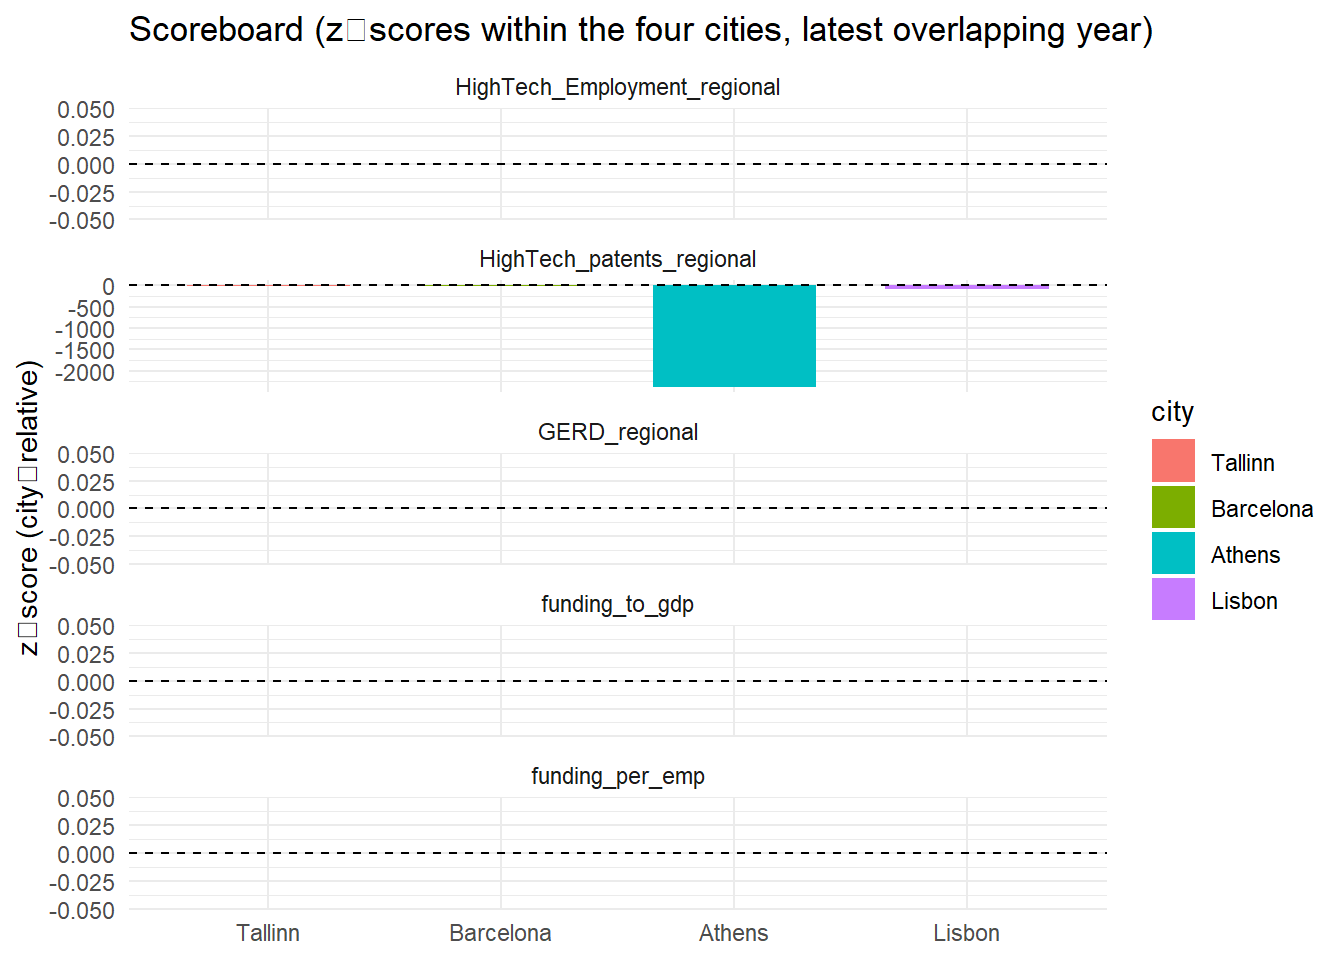 Scoreboard (z□scores within the four cities, latest overlapping year)
HighTech_Employment_regional
0.050
0.025
0.000
-0.025
-0.050
HighTech_patents_regional
0
-500
-1000
-1500
-2000
GERD_regional
0.050
0.025
0.000
-0.025
-0.050
funding_to_gdp
0.050
0.025
0.000
-0.025
-0.050
funding_per_emp
0.050
0.025
0.000
-0.025
-0.050
Tallinn
Barcelona
Athens
Lisbon
z□score (city□relative)
city
Tallinn
Barcelona
Athens
Lisbon